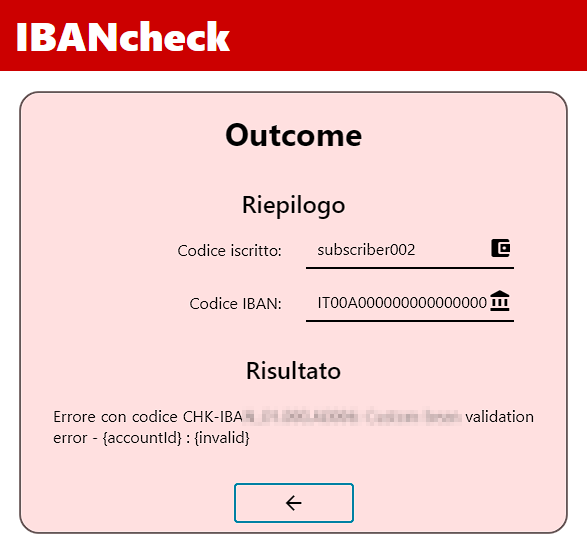 IBANcheck
Outcome
Riepilogo
Codice iscritto: subscriber002
Codice IBAN: IT00A000000000000000
Risultato
Errore con codice CHK-IBA validation
error - {accountId} : {invalid}